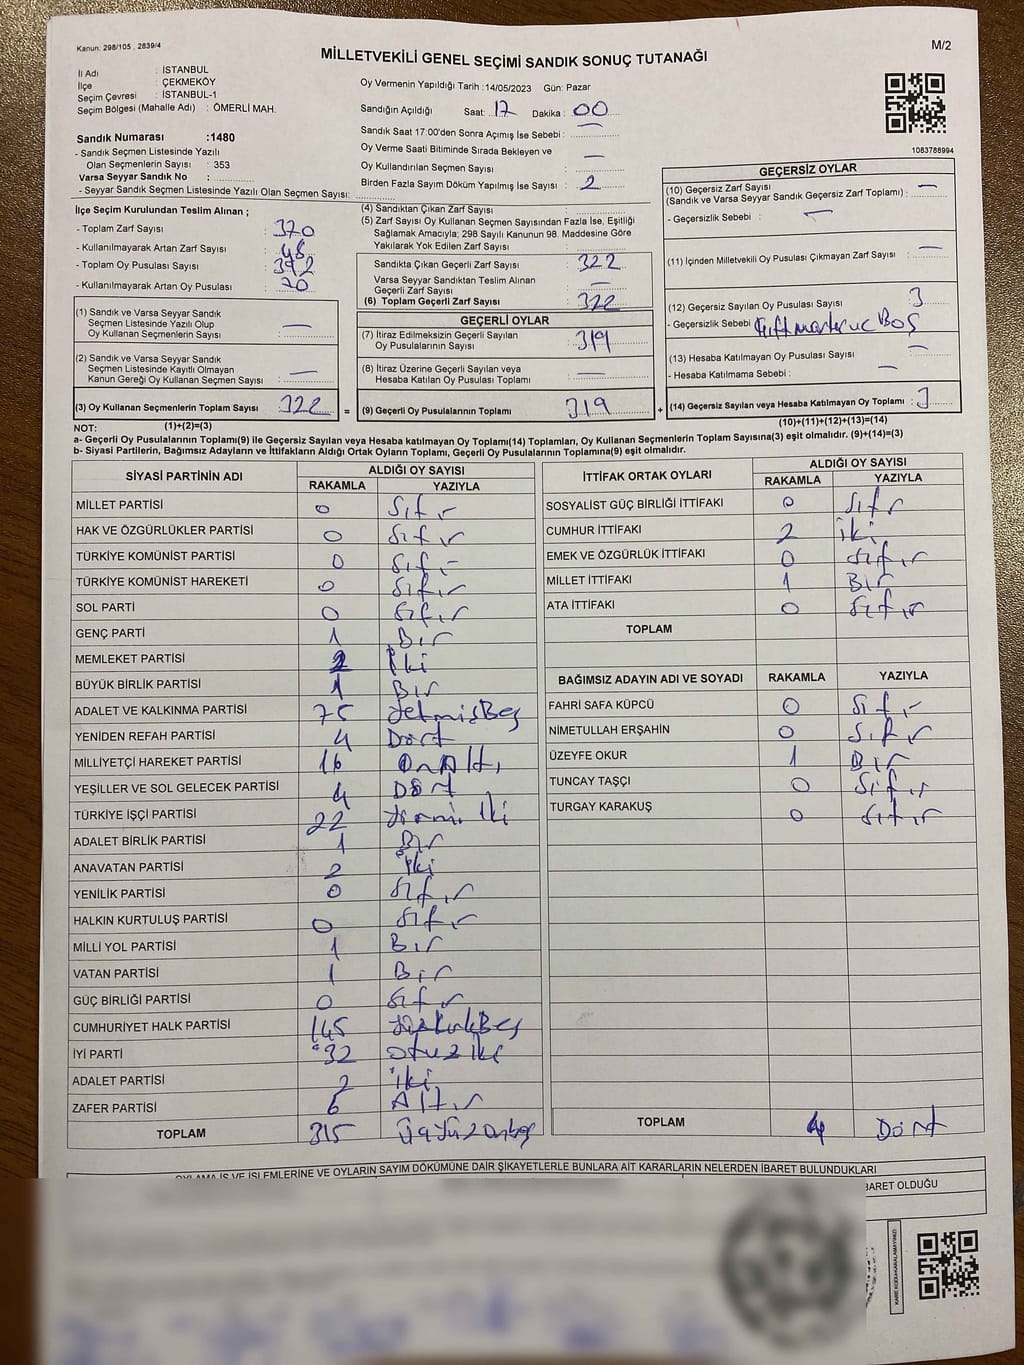 Kanun. 298/105 , 2839/4
MİLLETVEKİLİ GENEL SEÇİMİ SANDIK SONUÇ TUTANAĞI
M/2
İl Adı : İSTANBUL
İlçe : ÇEKMEKÖY
Seçim Çevresi : İSTANBUL-1
Seçim Bölgesi (Mahalle Adı) : ÖMERLİ MAH.
Sandık Numarası :1480
- Sandık Seçmen Listesinde Yazılı
Olan Seçmenlerin Sayısı : 353
Varsa Seyyar Sandık No :
- Seyyar Sandık Seçmen Listesinde Yazılı Olan Seçmen Sayısı:
Oy Vermenin Yapıldığı Tarih :14/05/2023 Gün: Pazar
Sandığın Açıldığı Saat: 17 Dakika : 00
Sandık Saat 17:00'den Sonra Açımış İse Sebebi : —
Oy Verme Saati Bitiminde Sırada Bekleyen ve
Oy Kullandırılan Seçmen Sayısı : —
Birden Fazla Sayım Döküm Yapılmış İse Sayısı : 2
1083788994
İlçe Seçim Kurulundan Teslim Alınan ;
- Toplam Zarf Sayısı : 370
- Kullanılmayarak Artan Zarf Sayısı : 48
- Toplam Oy Pusulası Sayısı : 392
- Kullanılmayarak Artan Oy Pusulası : 70
(1) Sandık ve Varsa Seyyar Sandık
Seçmen Listesinde Yazılı Olup
Oy Kullanan Seçmenlerin Sayısı : —
(2) Sandık ve Varsa Seyyar Sandık
Seçmen Listesinde Kayıtlı Olmayan
Kanun Gereği Oy Kullanan Seçmen Sayısı : —
(3) Oy Kullanan Seçmenlerin Toplam Sayısı : 322 =
(4) Sandıktan Çıkan Zarf Sayısı :
(5) Zarf Sayısı Oy Kullanan Seçmen Sayısından Fazla İse, Eşitliği
Sağlamak Amacıyla; 298 Sayılı Kanunun 98. Maddesine Göre
Yakılarak Yok Edilen Zarf Sayısı :
Sandıkta Çıkan Geçerli Zarf Sayısı : 322
Varsa Seyyar Sandıktan Teslim Alınan
Geçerli Zarf Sayısı : —
(6) Toplam Geçerli Zarf Sayısı : 322
GEÇERLİ OYLAR
(7) İtiraz Edilmeksizin Geçerli Sayılan
Oy Pusulalarının Sayısı : 319
(8) İtiraz Üzerine Geçerli Sayılan veya
Hesaba Katılan Oy Pusulası Toplamı : —
(9) Geçerli Oy Pusulalarının Toplamı : 319 +
GEÇERSİZ OYLAR
(10) Geçersiz Zarf Sayısı
(Sandık ve Varsa Seyyar Sandık Geçersiz Zarf Toplamı) : —
- Geçersizlik Sebebi : —
(11) İçinden Milletvekili Oy Pusulası Çıkmayan Zarf Sayısı : —
(12) Geçersiz Sayılan Oy Pusulası Sayısı : 3
- Geçersizlik Sebebi : Boş
(13) Hesaba Katılmayan Oy Pusulası Sayısı : —
- Hesaba Katılmama Sebebi : —
(14) Geçersiz Sayılan veya Hesaba Katılmayan Oy Toplamı : 3
NOT: (1)+(2)=(3) (10)+(11)+(12)+(13)=(14)
a- Geçerli Oy Pusulalarının Toplamı(9) ile Geçersiz Sayılan veya Hesaba katılmayan Oy Toplamı(14) Toplamları, Oy Kullanan Seçmenlerin Toplam Sayısına(3) eşit olmalıdır. (9)+(14)=(3)
b- Siyasi Partilerin, Bağımsız Adayların ve İttifakların Aldığı Ortak Oyların Toplamı, Geçerli Oy Pusulalarının Toplamına(9) eşit olmalıdır.
SİYASİ PARTİNİN ADI ALDIĞI OY SAYISI
RAKAMLA YAZIYLA
MİLLET PARTİSİ 0 Sıfır
HAK VE ÖZGÜRLÜKLER PARTİSİ 0 Sıfır
TÜRKİYE KOMÜNİST PARTİSİ 0 Sıfır
TÜRKİYE KOMÜNİST HAREKETİ 0 Sıfır
SOL PARTİ 0 Sıfır
GENÇ PARTİ 1 Bır
MEMLEKET PARTİSİ 2 İki
BÜYÜK BİRLİK PARTİSİ 1 Bır
ADALET VE KALKINMA PARTİSİ 75 YetmişBeş
YENİDEN REFAH PARTİSİ 4 Dört
MİLLİYETÇİ HAREKET PARTİSİ 16 OnAltı
YEŞİLLER VE SOL GELECEK PARTİSİ 4 Dört
TÜRKİYE İŞÇİ PARTİSİ 22 Yirmi İki
ADALET BİRLİK PARTİSİ 1 Bır
ANAVATAN PARTİSİ 2 İki
YENİLİK PARTİSİ 0 Sıfır
HALKIN KURTULUŞ PARTİSİ 0 Sıfır
MİLLİ YOL PARTİSİ 1 Bır
VATAN PARTİSİ 1 Bır
GÜÇ BİRLİĞİ PARTİSİ 0 Sıfır
CUMHURİYET HALK PARTİSİ 145 YüzkırkBeş
İYİ PARTİ 32 Otuz İki
ADALET PARTİSİ 2 İki
ZAFER PARTİSİ 6 Altı
TOPLAM 315 ÜçYüzOnbeş
İTTİFAK ORTAK OYLARI ALDIĞI OY SAYISI
RAKAMLA YAZIYLA
SOSYALİST GÜÇ BİRLİĞİ İTTİFAKI 0 Sıfır
CUMHUR İTTİFAKI 2 İki
EMEK VE ÖZGÜRLÜK İTTİFAKI 0 Sıfır
MİLLET İTTİFAKI 1 Bır
ATA İTTİFAKI 0 Sıfır
TOPLAM
BAĞIMSIZ ADAYIN ADI VE SOYADI RAKAMLA YAZIYLA
FAHRİ SAFA KÜPCÜ 0 Sıfır
NİMETULLAH ERŞAHİN 0 Sıfır
ÜZEYFE OKUR 1 Bır
TUNCAY TAŞÇI 0 Sıfır
TURGAY KARAKUŞ 0 Sıfır
TOPLAM 4 Dört
OYLAMA İŞ VE İŞLEMLERİNE VE OYLARIN SAYIM DÖKÜMÜNE DAİR ŞİKAYETLERLE BUNLARA AİT KARARLARIN NELERDEN İBARET BULUNDUKLARI
BARET OLDUĞU